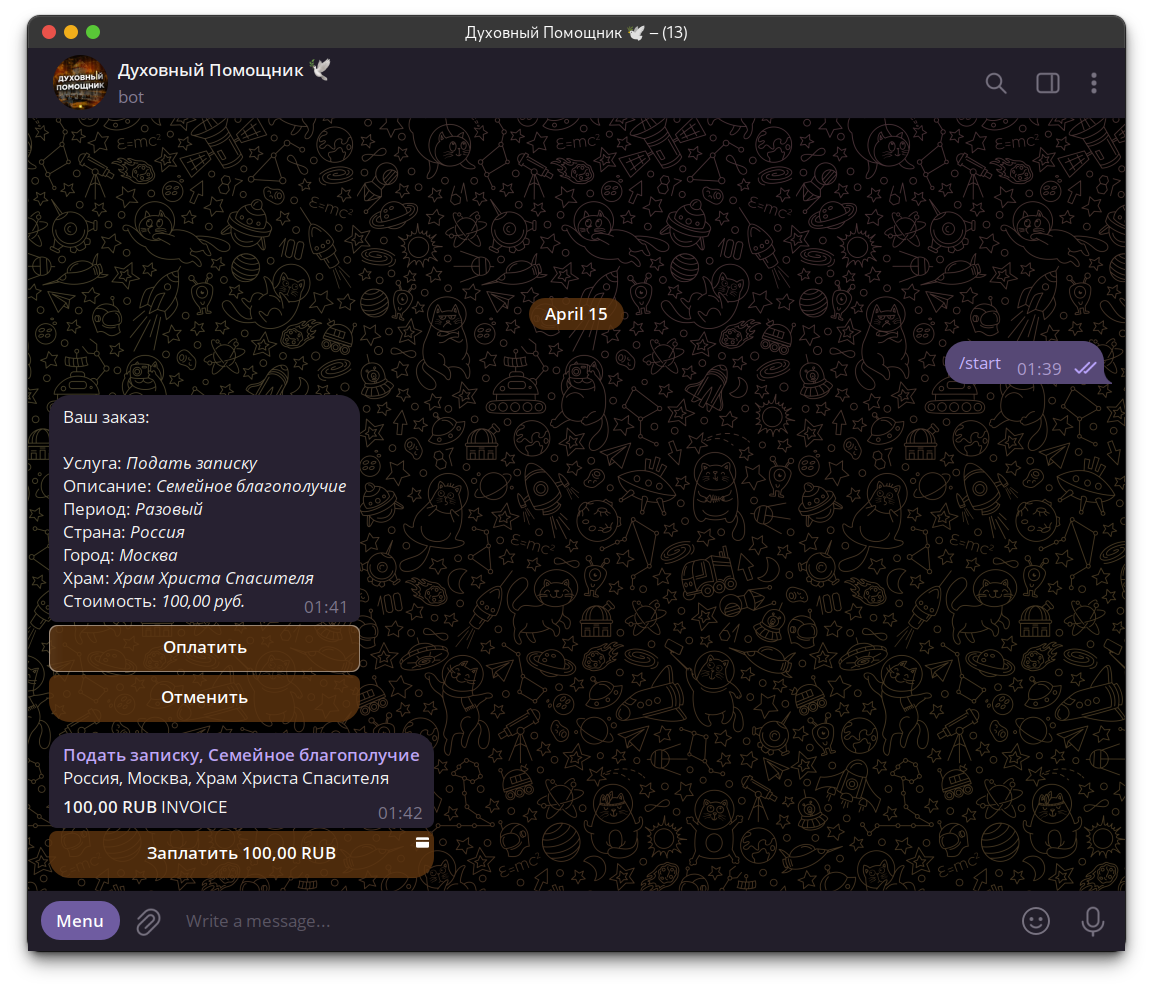 Духовный Помощник 🕊 – (13)
ДУХОВНЫЙ
ПОМОЩНИК
Духовный Помощник 🕊
bot
April 15
/start 01:39
Ваш заказ:
Услуга: Подать записку
Описание: Семейное благополучие
Период: Разовый
Страна: Россия
Город: Москва
Храм: Храм Христа Спасителя
Стоимость: 100,00 руб. 01:41
Оплатить
Отменить
Подать записку, Семейное благополучие
Россия, Москва, Храм Христа Спасителя
100,00 RUB INVOICE 01:42
Заплатить 100,00 RUB
Menu Write a message...